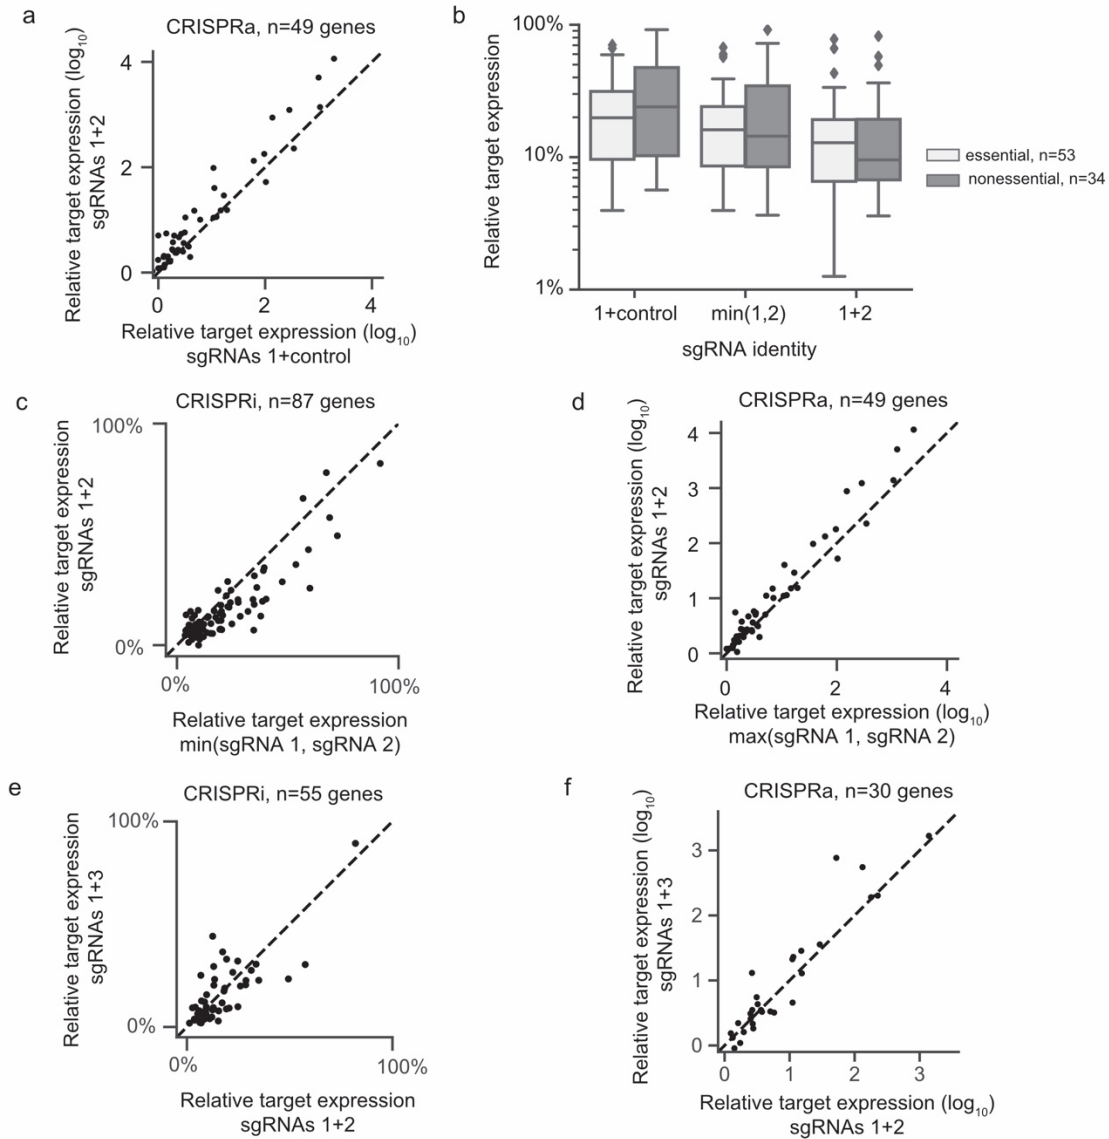 a
CRISPRa, n=49 genes
Relative target expression (log10)
sgRNAs 1+2
4
2
0
0
2
4
Relative target expression (log10)
sgRNAs 1+control
b
Relative target expression
100%
10%
1%
1+control
min(1,2)
1+2
sgRNA identity
essential, n=53
nonessential, n=34
c
CRISPRi, n=87 genes
Relative target expression
sgRNAs 1+2
100%
0%
0%
100%
Relative target expression
min(sgRNA 1, sgRNA 2)
d
CRISPRa, n=49 genes
Relative target expression (log10)
sgRNAs 1+2
4
3
2
1
0
0
2
4
Relative target expression (log10)
max(sgRNA 1, sgRNA 2)
e
CRISPRi, n=55 genes
Relative target expression
sgRNAs 1+3
100%
0%
0%
100%
Relative target expression
sgRNAs 1+2
f
CRISPRa, n=30 genes
Relative target expression (log10)
sgRNAs 1+3
3
2
1
0
0
1
2
3
Relative target expression (log10)
sgRNAs 1+2